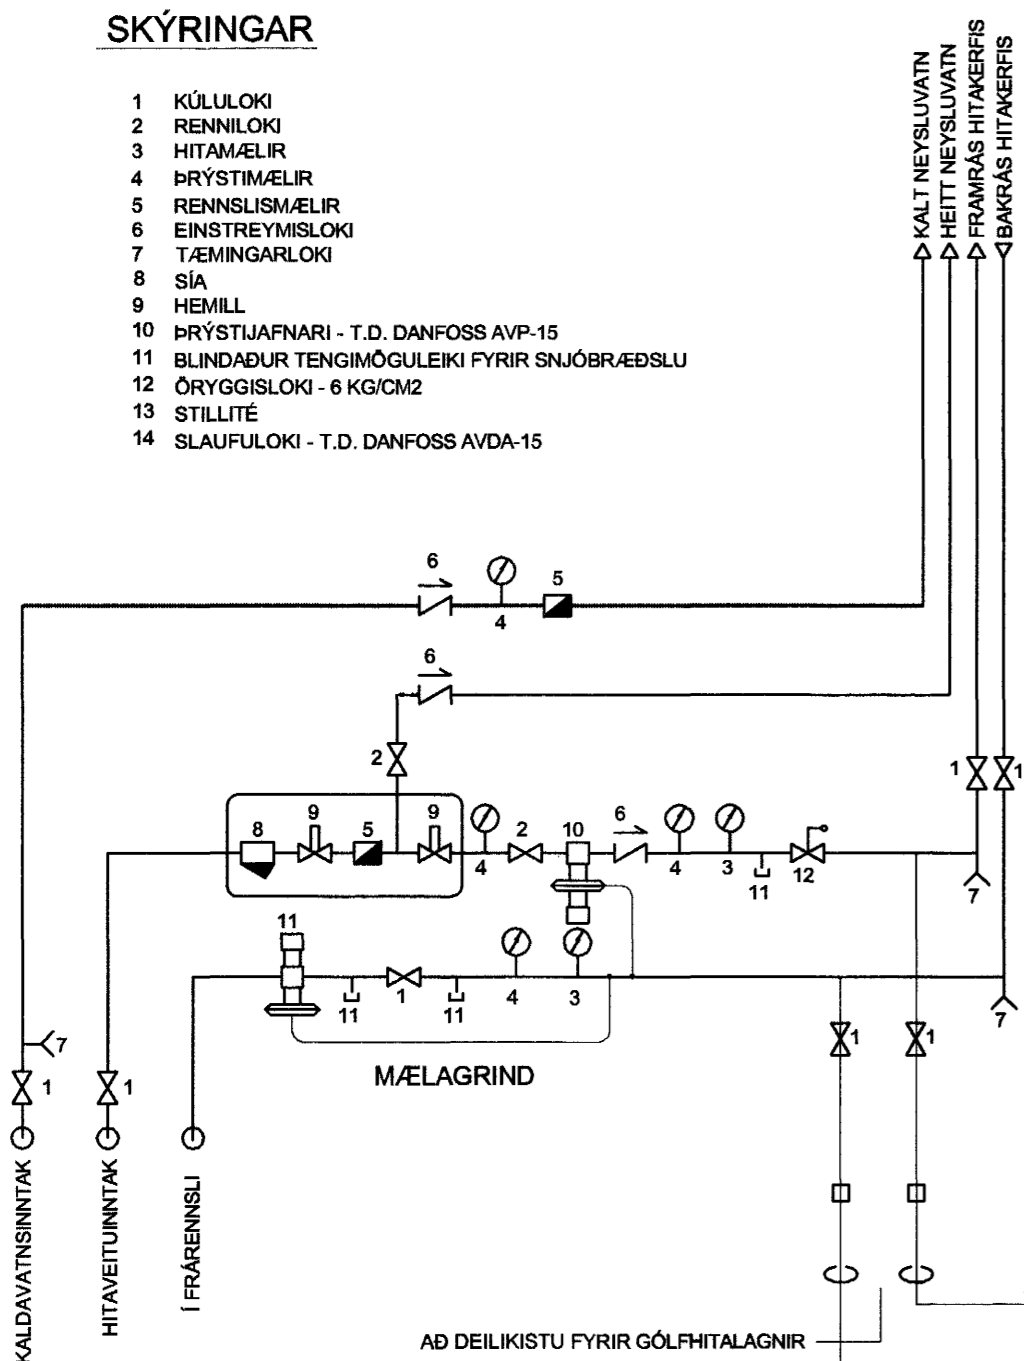 SKÝRINGAR
1 KÚLULOKI
2 RENNILOKI
3 HITAMÆLIR
4 ÞRÝSTIMÆLIR
5 RENNSLISMÆLIR
6 EINSTREYMISLOKI
7 TÆMINGARLOKI
8 SÍA
9 HEMILL
10 ÞRÝSTIJAFNARI - T.D. DANFOSS AVP-15
11 BLINDAÐUR TENGIMÖGULEIKI FYRIR SNJÓBRÆÐSLU
12 ÖRYGGISLOKI - 6 KG/CM2
13 STILLITÉ
14 SLAUFULOKI - T.D. DANFOSS AVDA-15
KALT NEYSLUVATN
HEITT NEYSLUVATN
FRAMRÁS HITAKERFIS
BAKRÁS HITAKERFIS
6
5
4
6
2
1
1
8
9
5
9
4
2
10
6
4
3
11
12
7
11
11
1
11
4
3
7
7
1
1
1
1
MÆLAGRIND
KALDAVATNSINNTAK
HITAVEITUINNTAK
Í FRÁRENNSLI
AÐ DEILIKISTU FYRIR GÓLFHITALAGNIR